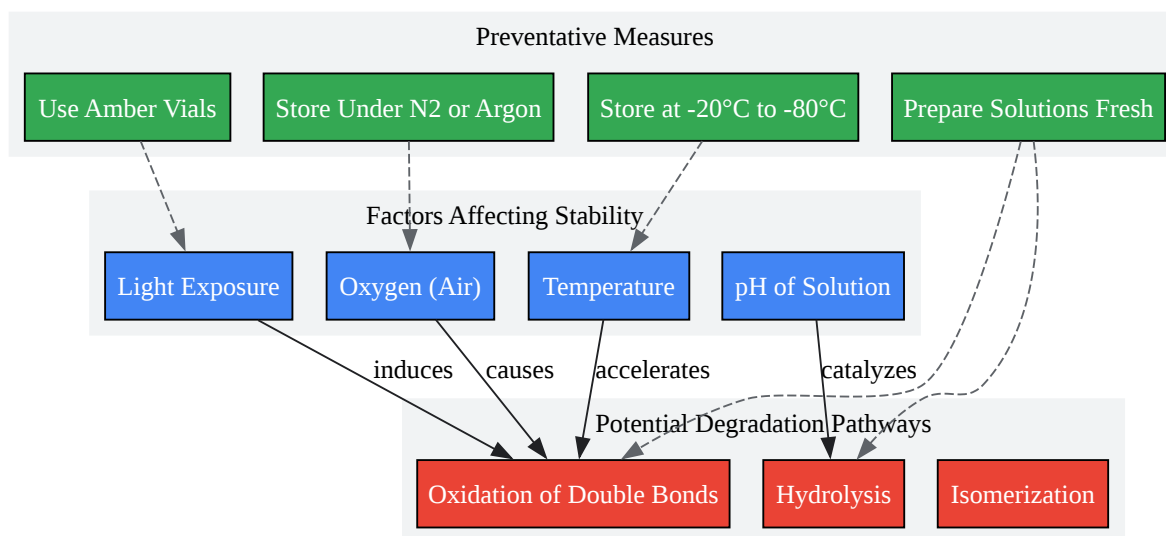 Preventative Measures
Use Amber Vials
Store Under N2 or Argon
Store at -20°C to -80°C
Prepare Solutions Fresh
Factors Affecting Stability
Light Exposure
Oxygen (Air)
Temperature
pH of Solution
induces
causes
accelerates
catalyzes
Potential Degradation Pathways
Oxidation of Double Bonds
Hydrolysis
Isomerization